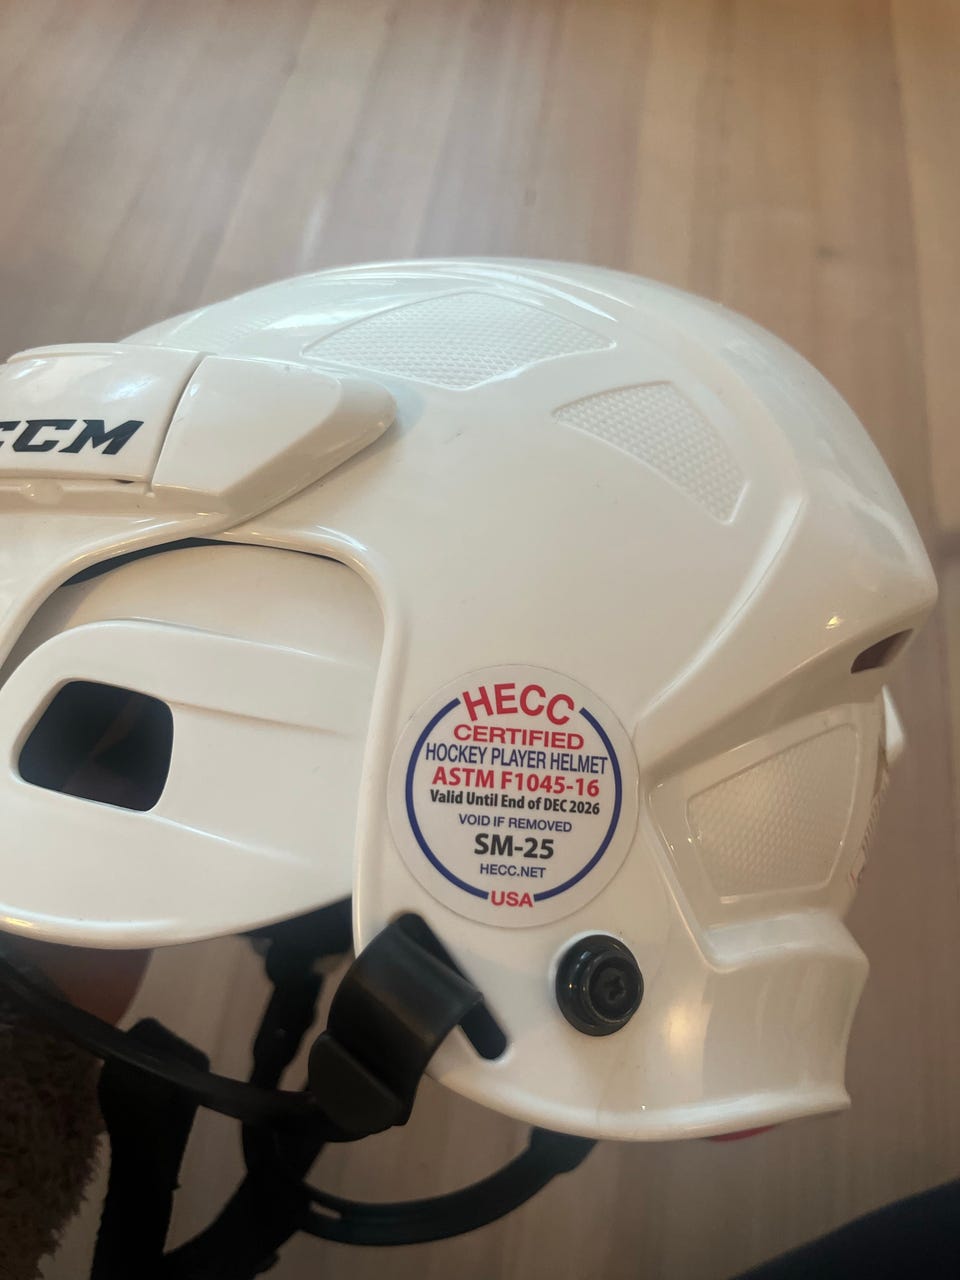 CCM
HECC
CERTIFIED
HOCKEY PLAYER HELMET
ASTM F1045-16
Valid Until End of DEC 2026
VOID IF REMOVED
SM-25
HECC.NET
USA